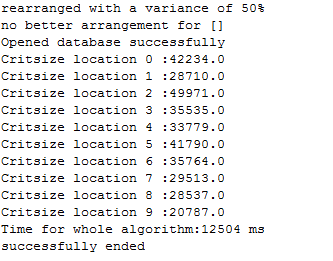 rearranged with a variance of 50%
no better arrangement for []
Opened database successfully
Critsize location 0 :42234.0
Critsize location 1 :28710.0
Critsize location 2 :49971.0
Critsize location 3 :35535.0
Critsize location 4 :33779.0
Critsize location 5 :41790.0
Critsize location 6 :35764.0
Critsize location 7 :29513.0
Critsize location 8 :28537.0
Critsize location 9 :20787.0
Time for whole algorithm:12504 ms
successfully ended